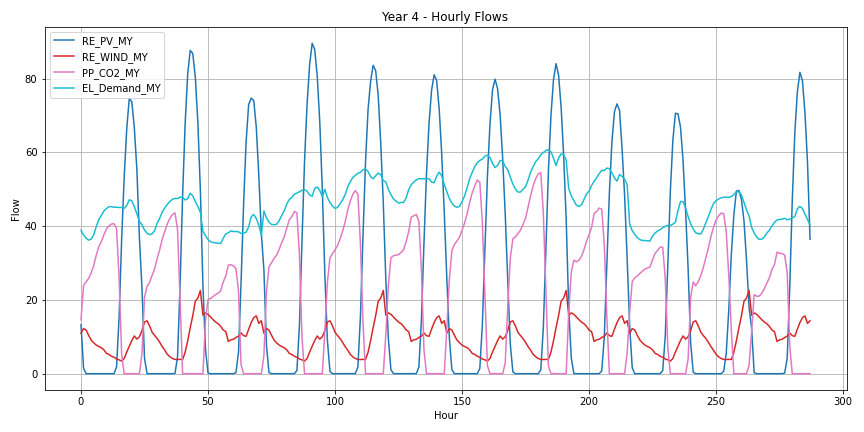 Year 4 - Hourly Flows
RE_PV_MY
RE_WIND_MY
PP_CO2_MY
EL_Demand_MY
Flow
80
60
40
20
0
0 50 100 150 200 250 300
Hour